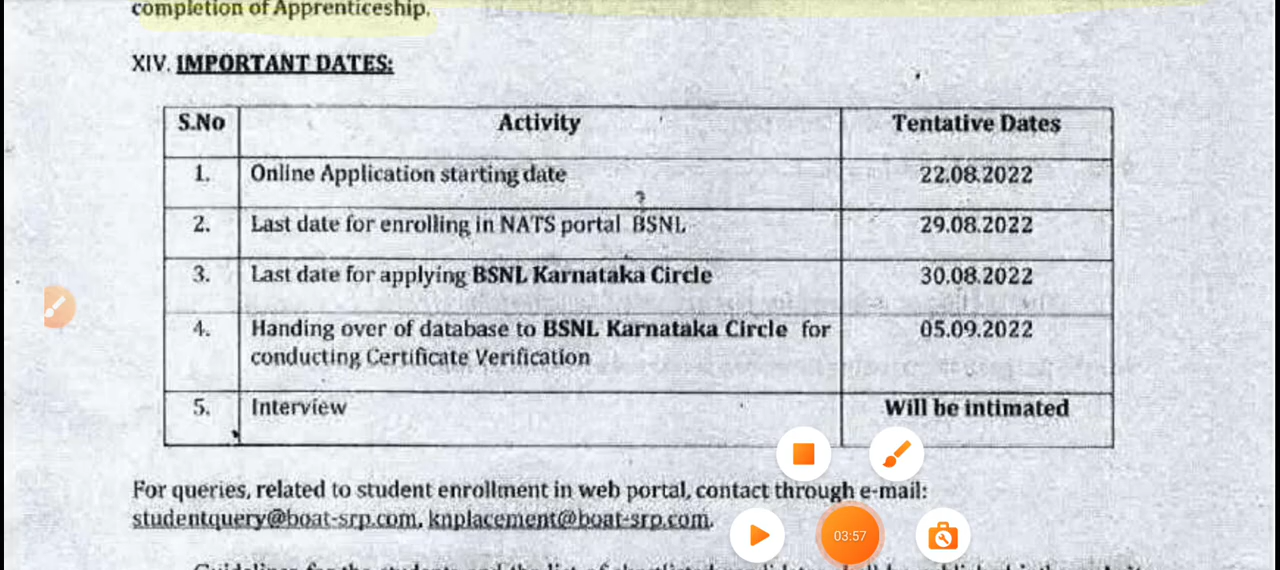 completion of Apprenticeship.
XIV. IMPORTANT DATES:
S.No Activity Tentative Dates
1. Online Application starting date 22.08.2022
2. Last date for enrolling in NATS portal BSNL 29.08.2022
3. Last date for applying BSNL Karnataka Circle 30.08.2022
4. Handing over of database to BSNL Karnataka Circle for 05.09.2022
conducting Certificate Verification
5. Interview Will be intimated
For queries, related to student enrollment in web portal, contact through e-mail:
studentquery@boat-srp.com, knplacement@boat-srp.com.
03:57